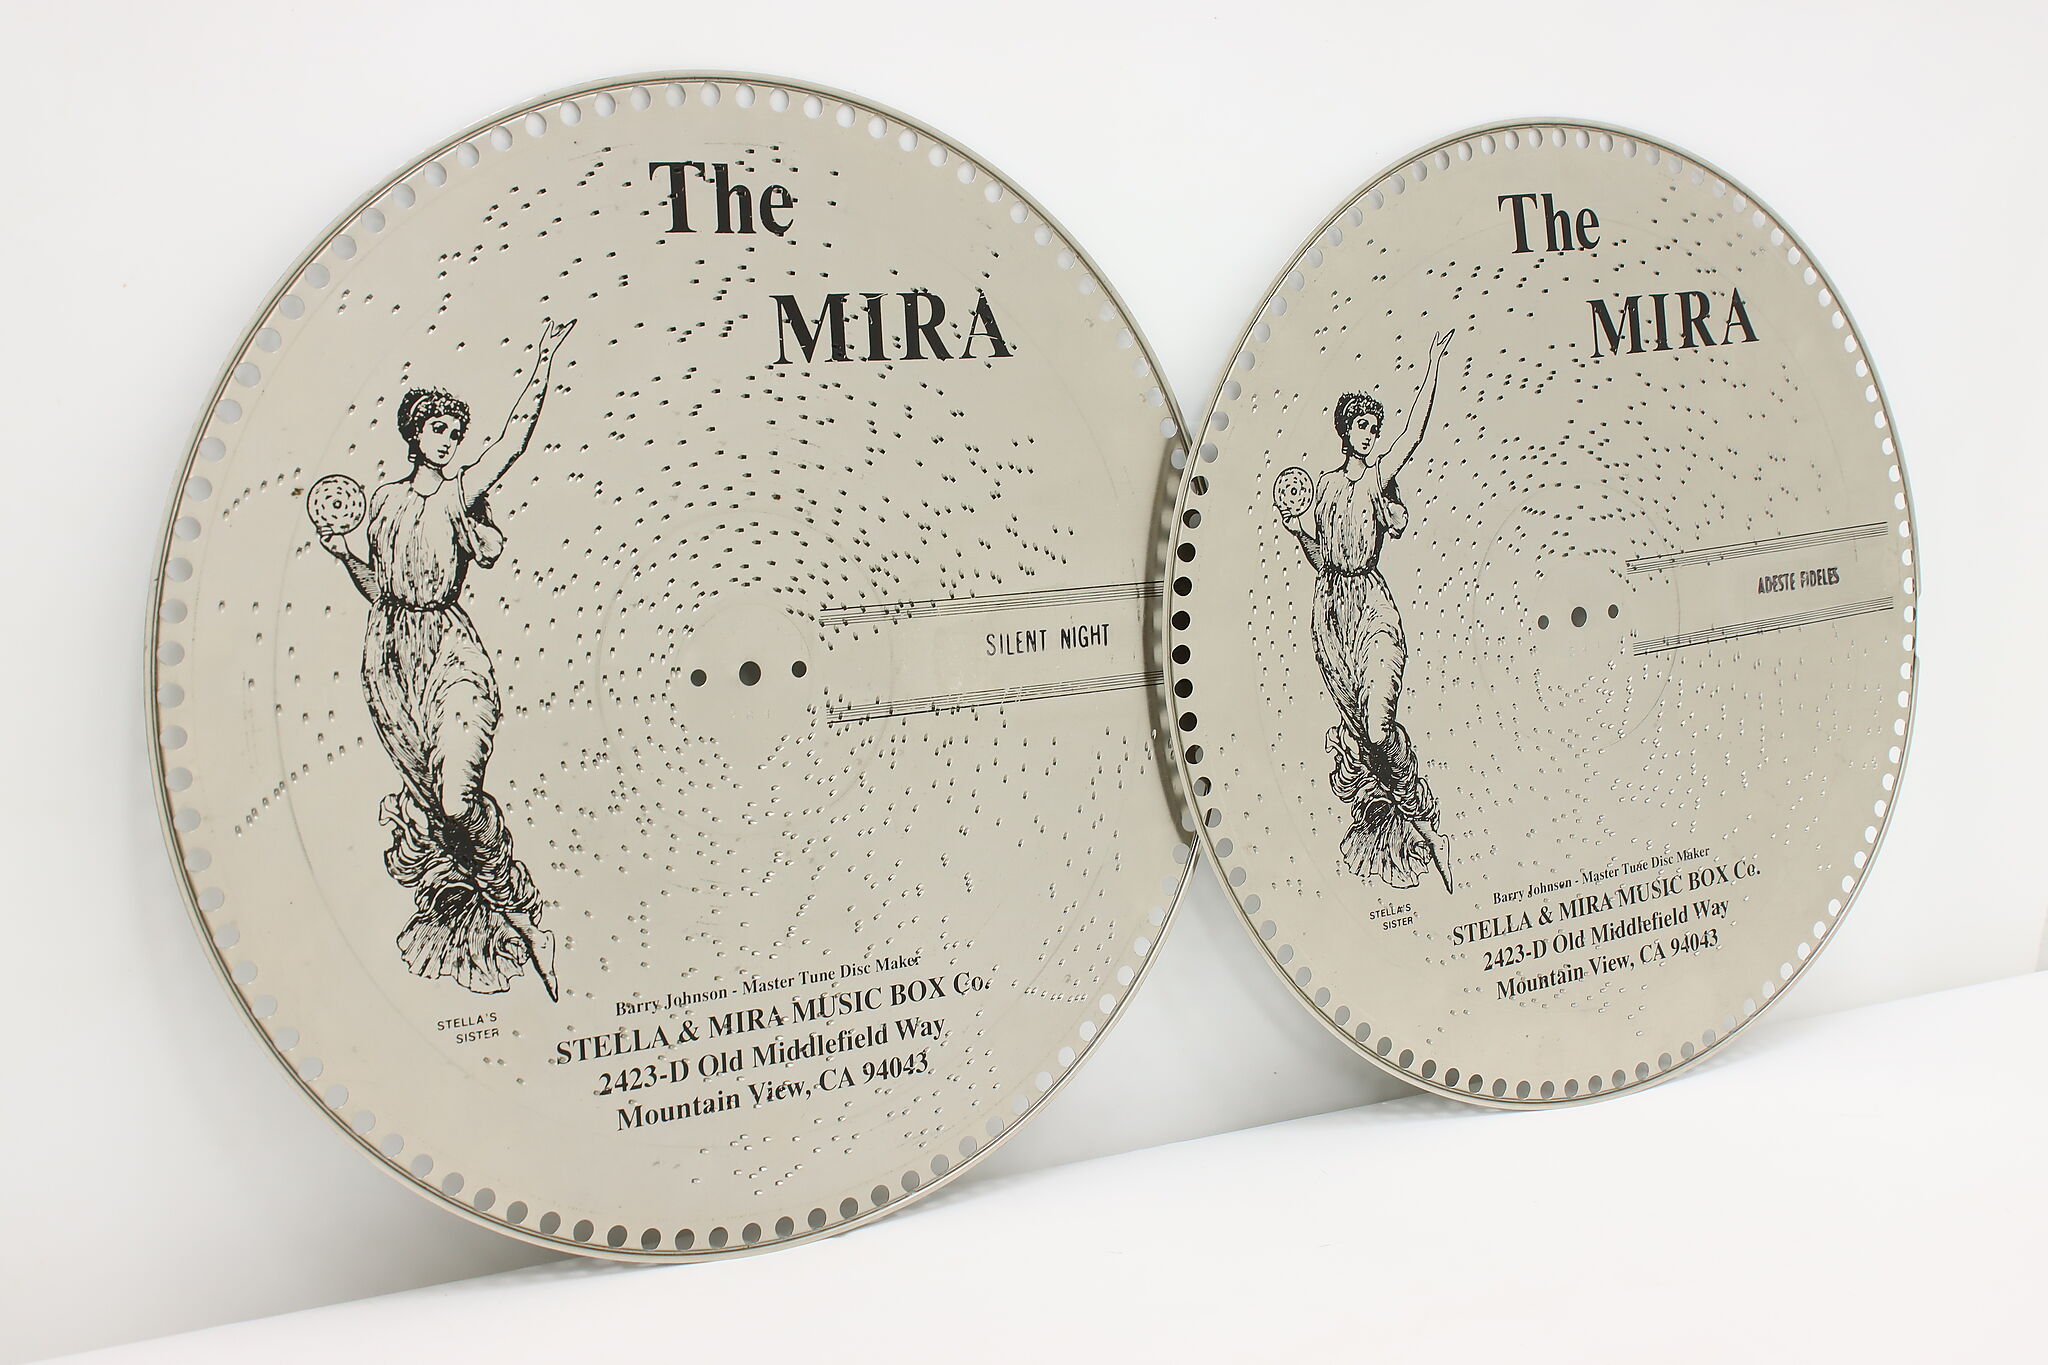 The
MIRA
SILENT NIGHT
Barry Johnson - Master Tune Disc Maker
STELLA & MIRA MUSIC BOX Co.
2423-D Old Middlefield Way
Mountain View, CA 94043
STELLA'S
SISTER
The
MIRA
ADESTE FIDELES
Barry Johnson - Master Tune Disc Maker
STELLA & MIRA MUSIC BOX Co.
2423-D Old Middlefield Way
Mountain View, CA 94043
STELLA'S
SISTER